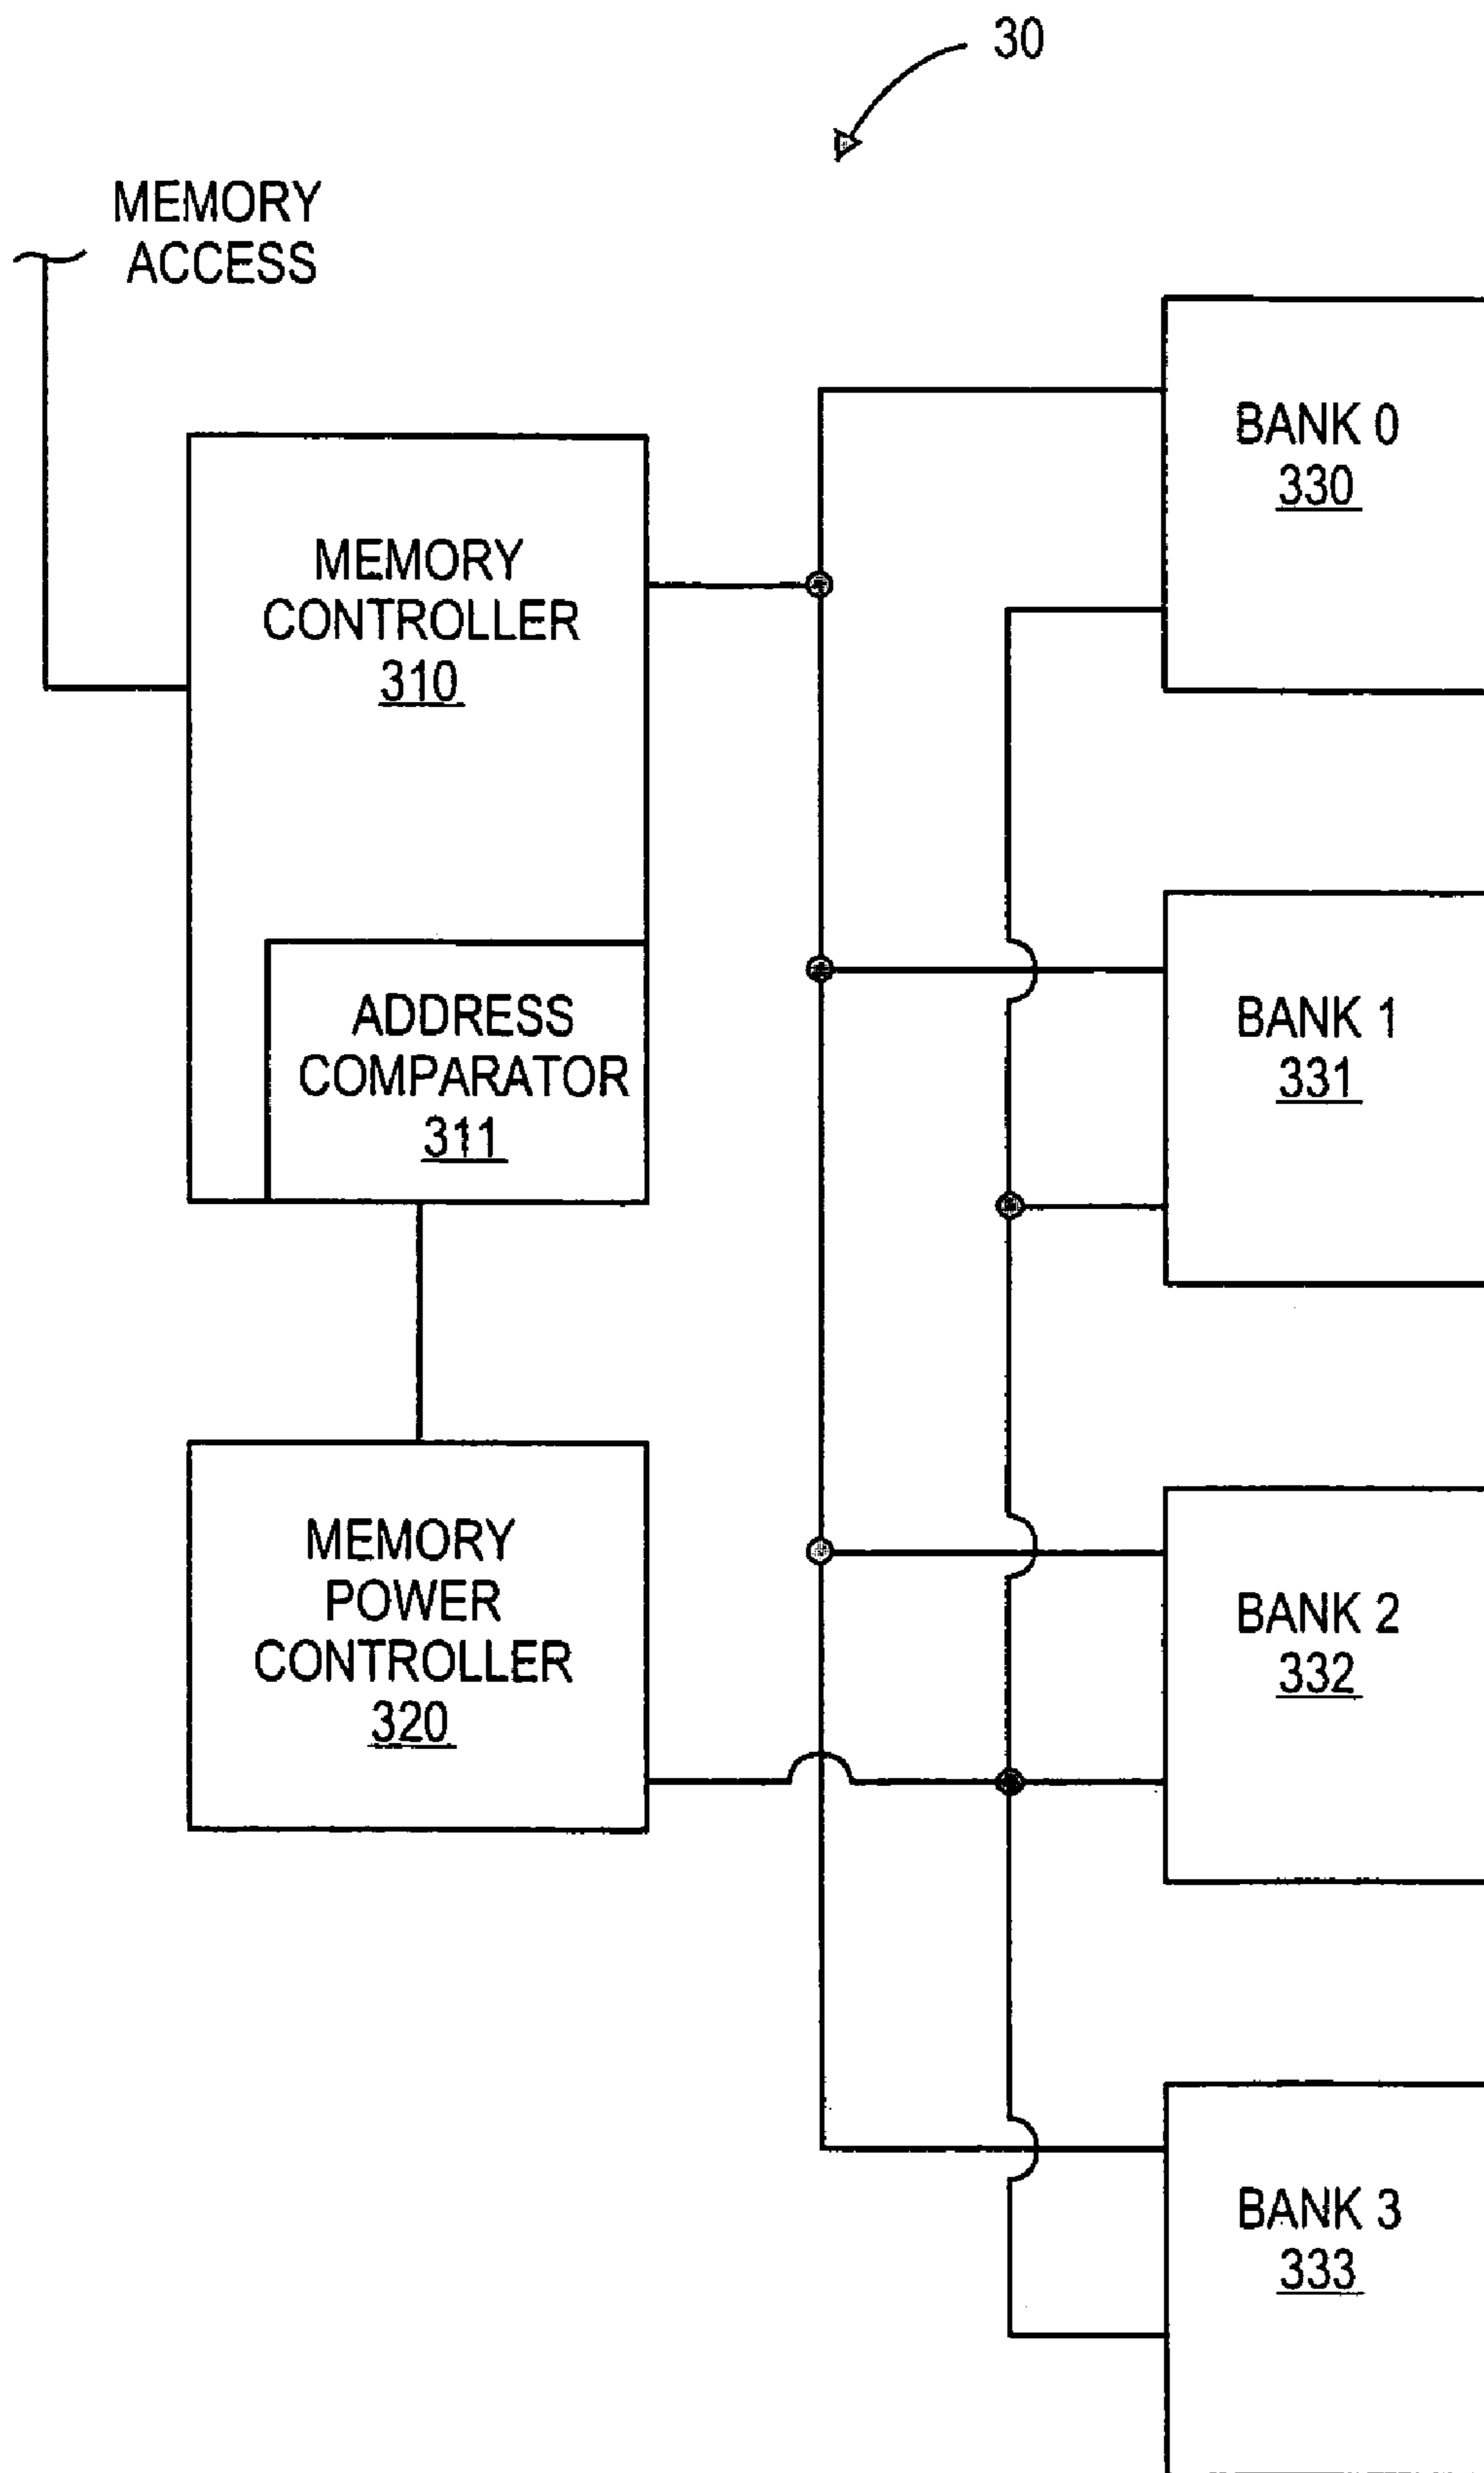 30
MEMORY
ACCESS
BANK 0
330
MEMORY
CONTROLLER
310
ADDRESS
COMPARATOR
311
BANK 1
331
MEMORY
POWER
CONTROLLER
320
BANK 2
332
BANK 3
333